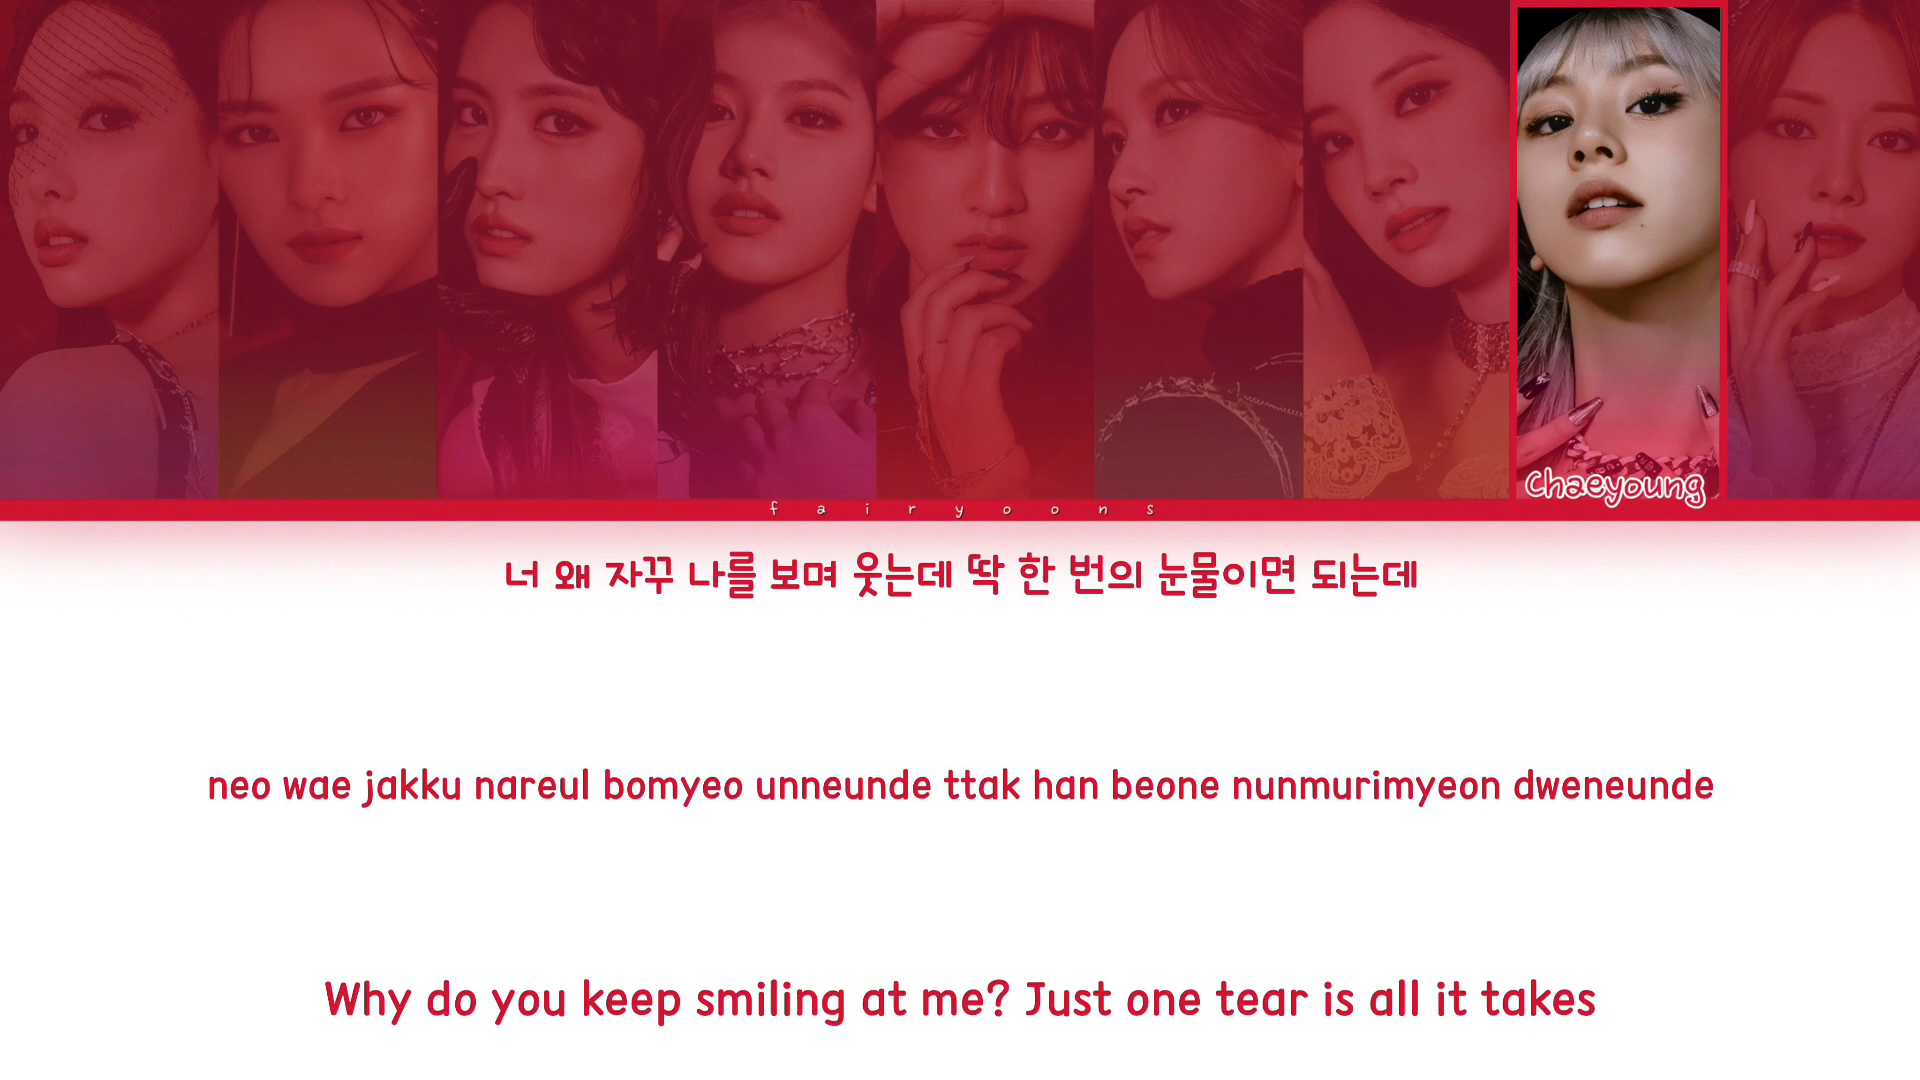 Chaeyoung
fairyoons
너 왜 자꾸 나를 보며 웃는데 딱 한 번의 눈물이면 되는데
neo wae jakku nareul bomyeo unneunde ttak han beone nunmurimyeon dweneunde
Why do you keep smiling at me? Just one tear is all it takes